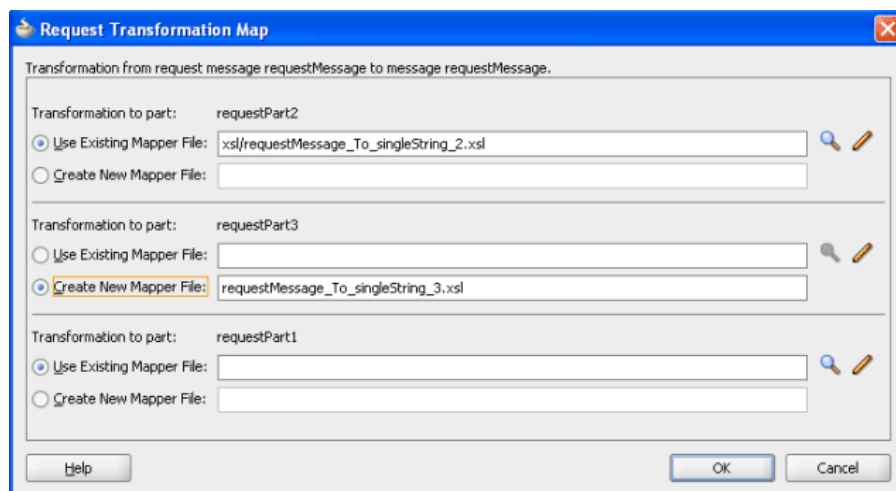 Request Transformation Map
Transformation from request message requestMessage to message requestMessage.
Transformation to part: requestPart2
Use Existing Mapper File: xsl/requestMessage_To_singleString_2.xsl
Create New Mapper File:
Transformation to part: requestPart3
Use Existing Mapper File:
Create New Mapper File: requestMessage_To_singleString_3.xsl
Transformation to part: requestPart1
Use Existing Mapper File:
Create New Mapper File:
Help OK Cancel